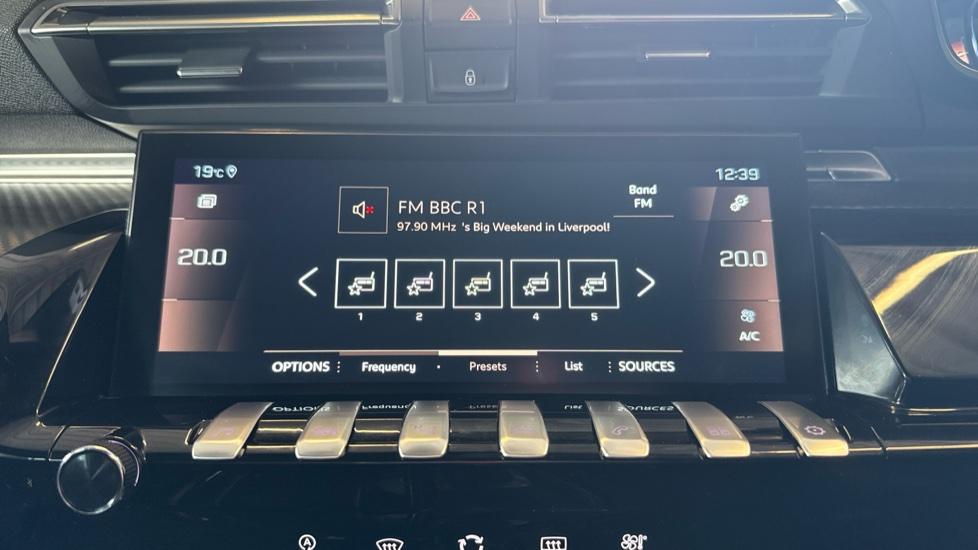 19°C
12:39
FM BBC R1
97.90 MHz 's Big Weekend in Liverpool!
Band
FM
20.0
20.0
1 2 3 4 5
A/C
OPTIONS Frequency Presets List SOURCES